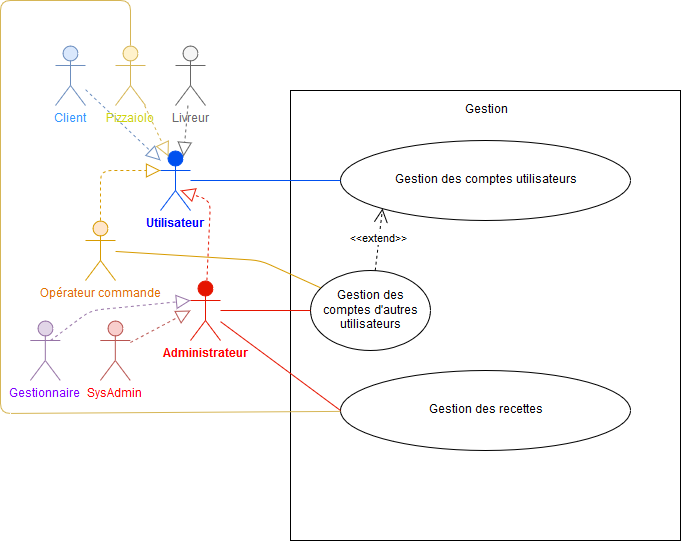 Gestion
Client
Pizzaiolo
Livreur
Gestion des comptes utilisateurs
Utilisateur
<<extend>>
Opérateur commande
Gestion des
comptes d'autres
utilisateurs
Administrateur
Gestionnaire
SysAdmin
Gestion des recettes